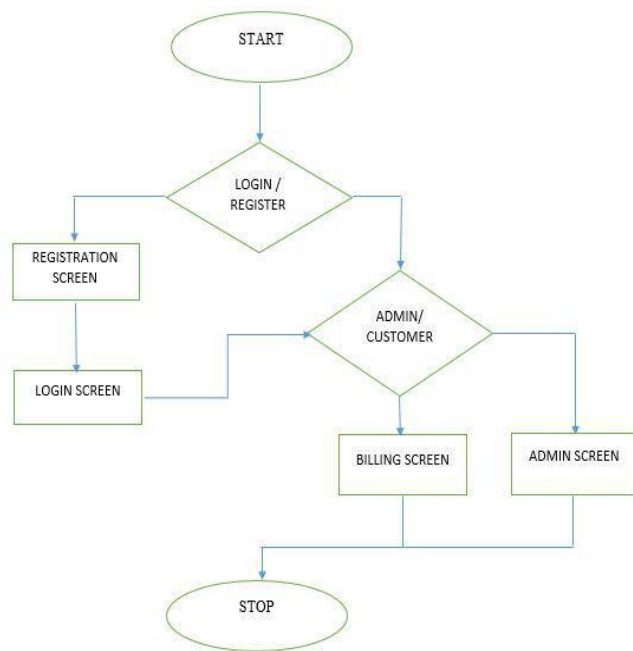 START
LOGIN /
REGISTER
REGISTRATION
SCREEN
ADMIN/
CUSTOMER
LOGIN SCREEN
BILLING SCREEN
ADMIN SCREEN
STOP